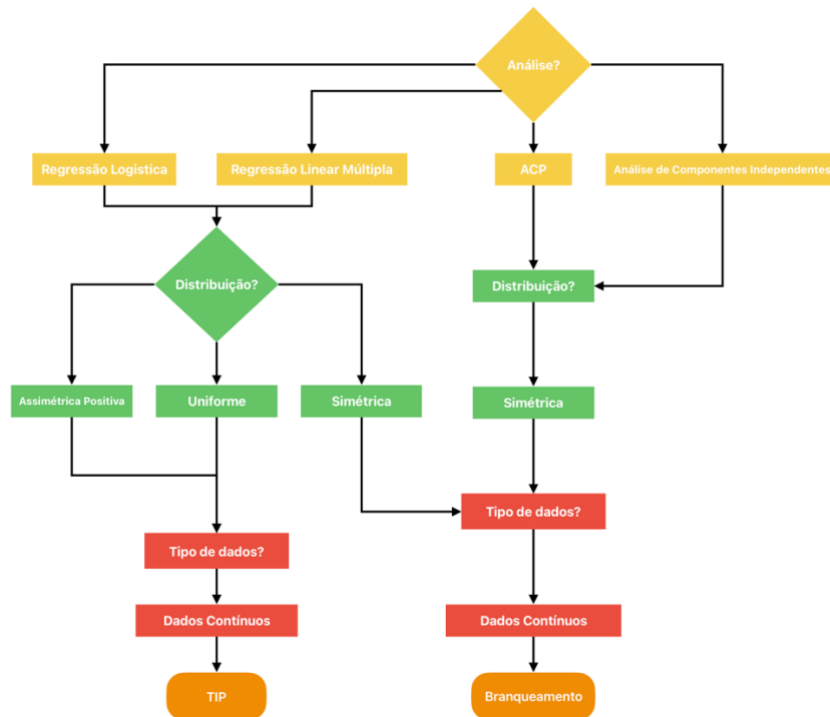 Análise?
Regressão Logistica
Regressão Linear Múltipla
ACP
Análise de Componentes Independentes
Distribuição?
Distribuição?
Assimétrica Positiva
Uniforme
Simétrica
Simétrica
Tipo de dados?
Tipo de dados?
Dados Contínuos
Dados Contínuos
TIP
Branqueamento